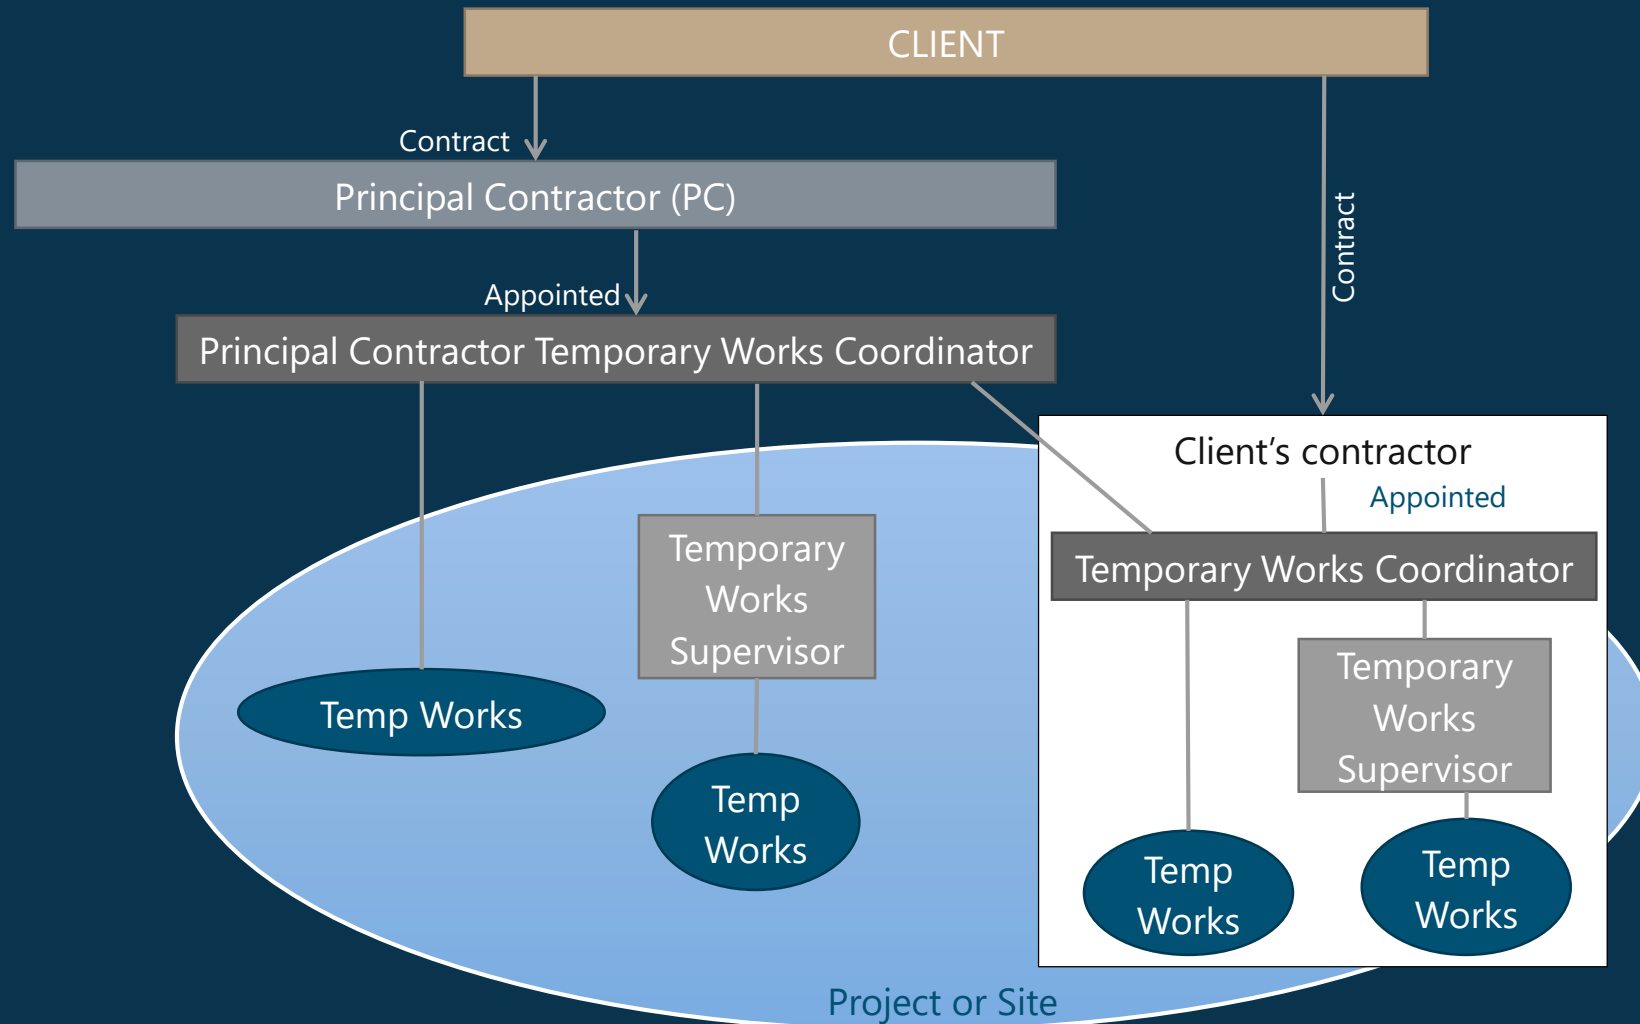 CLIENT
Contract
Principal Contractor (PC)
Contract
Appointed
Principal Contractor Temporary Works Coordinator
Client’s contractor
Appointed
Temporary Works Coordinator
Temporary
Works
Supervisor
Temporary
Works
Supervisor
Temp Works
Temp
Works
Temp
Works
Temp
Works
Project or Site